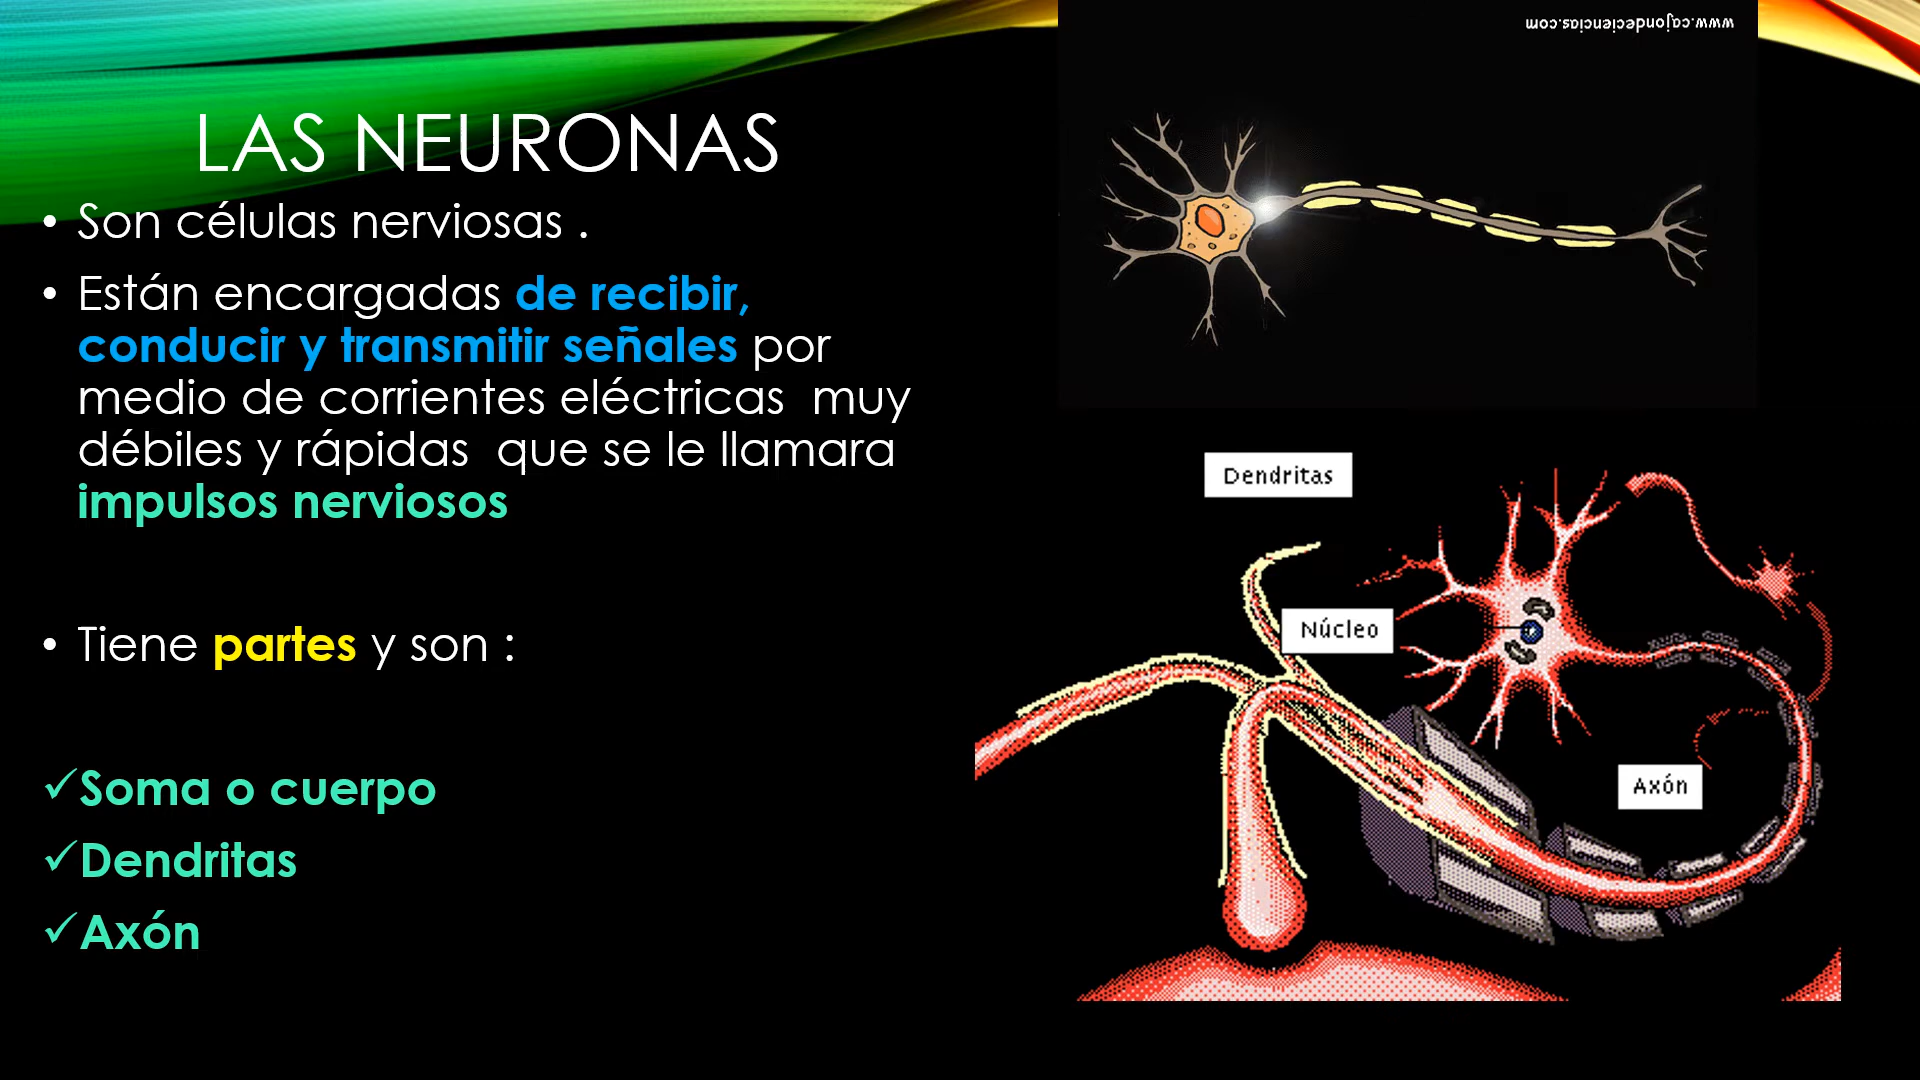 LAS NEURONAS
• Son células nerviosas .
• Están encargadas de recibir,
conducir y transmitir señales por
medio de corrientes eléctricas  muy
débiles y rápidas  que se le llamara
impulsos nerviosos
• Tiene partes y son :
✓Soma o cuerpo
✓Dendritas
✓Axón
www.cajondeciencias.com
Dendritas
Núcleo
Axón